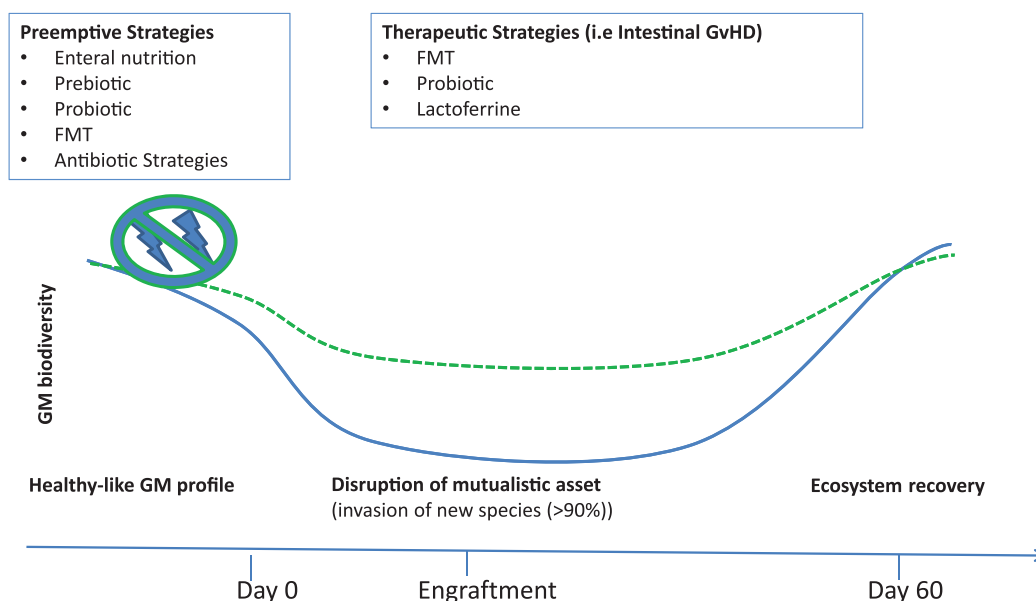 Preemptive Strategies
• Enteral nutrition
• Prebiotic
• Probiotic
• FMT
• Antibiotic Strategies
Therapeutic Strategies (i.e Intestinal GvHD)
• FMT
• Probiotic
• Lactoferrine
GM biodiversity
Healthy-like GM profile
Disruption of mutualistic asset
(invasion of new species (>90%))
Ecosystem recovery
Day 0
Engraftment
Day 60